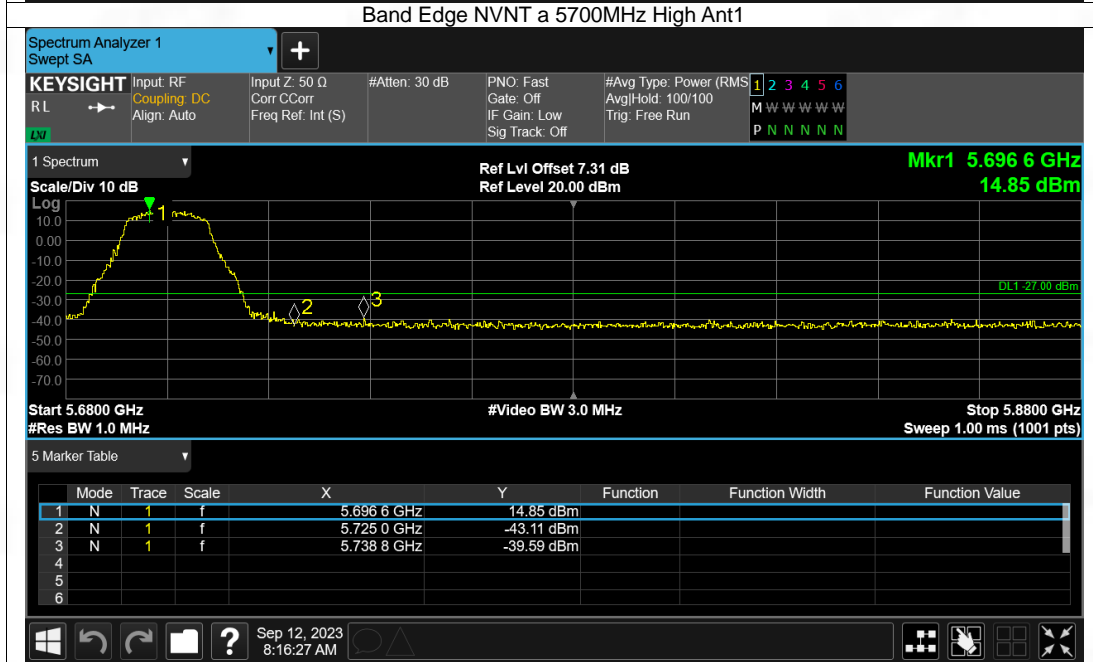 Band Edge NVNT a 5700MHz High Ant1
Spectrum Analyzer 1
Swept SA
+
KEYSIGHT
R L
LXI
Input: RF
Coupling: DC
Align: Auto
Input Z: 50 Ω
Corr CCorr
Freq Ref: Int (S)
#Atten: 30 dB
PNO: Fast
Gate: Off
IF Gain: Low
Sig Track: Off
#Avg Type: Power (RMS
Avg|Hold: 100/100
Trig: Free Run
1 2 3 4 5 6
M W W W W W
P N N N N N
1 Spectrum
Scale/Div 10 dB
Ref Lvl Offset 7.31 dB
Ref Level 20.00 dBm
Mkr1 5.696 6 GHz
14.85 dBm
Log
10.0
0.00
-10.0
-20.0
-30.0
-40.0
-50.0
-60.0
-70.0
1
2
3
DL1 -27.00 dBm
Start 5.6800 GHz
#Res BW 1.0 MHz
#Video BW 3.0 MHz
Stop 5.8800 GHz
Sweep 1.00 ms (1001 pts)
5 Marker Table
Mode Trace Scale X Y Function Function Width Function Value
1 N 1 f 5.696 6 GHz 14.85 dBm
2 N 1 f 5.725 0 GHz -43.11 dBm
3 N 1 f 5.738 8 GHz -39.59 dBm
4
5
6
?
Sep 12, 2023
8:16:27 AM